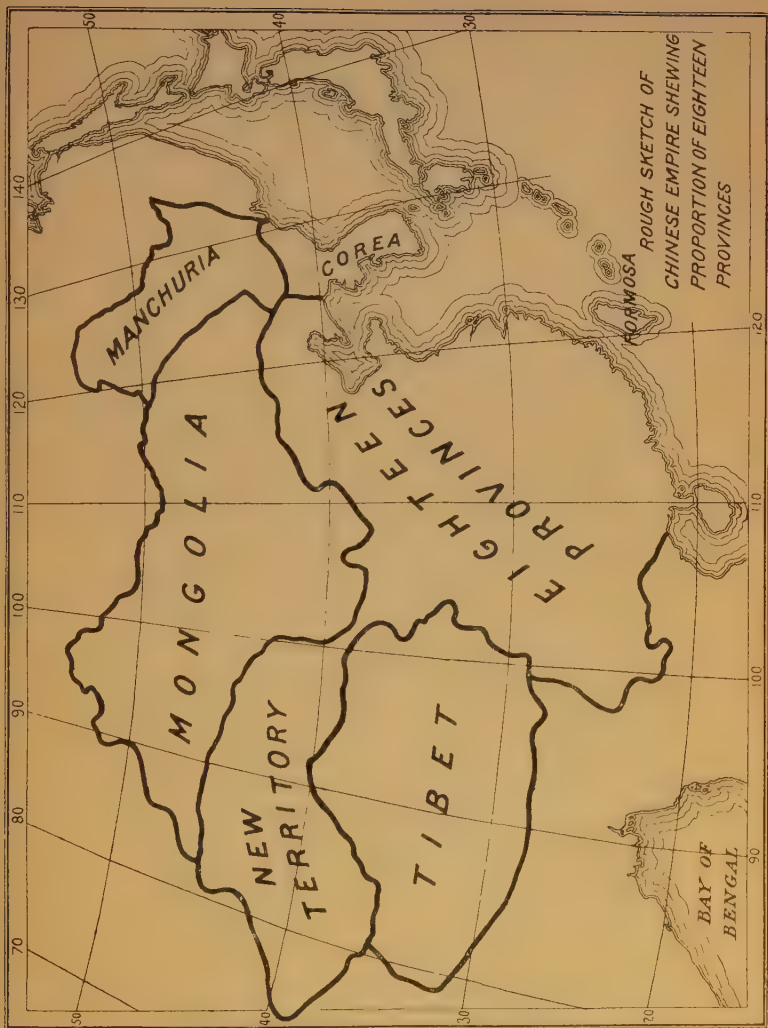 70
80
90
100
110
120
130
140
50
50
40
40
30
30
20
MANCHURIA
MONGOLIA
COREA
NEW
TERRITORY
EIGHTEEN
PROVINCES
TIBET
FORMOSA
ROUGH SKETCH OF
CHINESE EMPIRE SHEWING
PROPORTION OF EIGHTEEN
PROVINCES
BAY OF
BENGAL
90
100
110
120